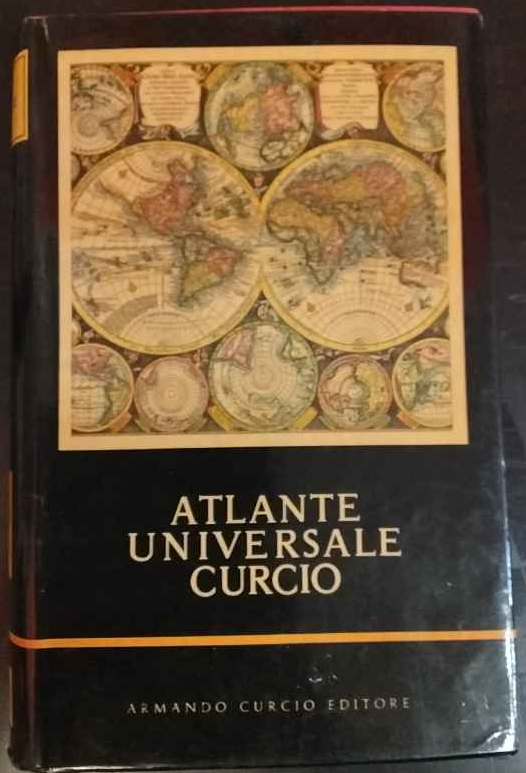 ATLANTE
UNIVERSALE
CURCIO
ARMANDO CURCIO EDITORE